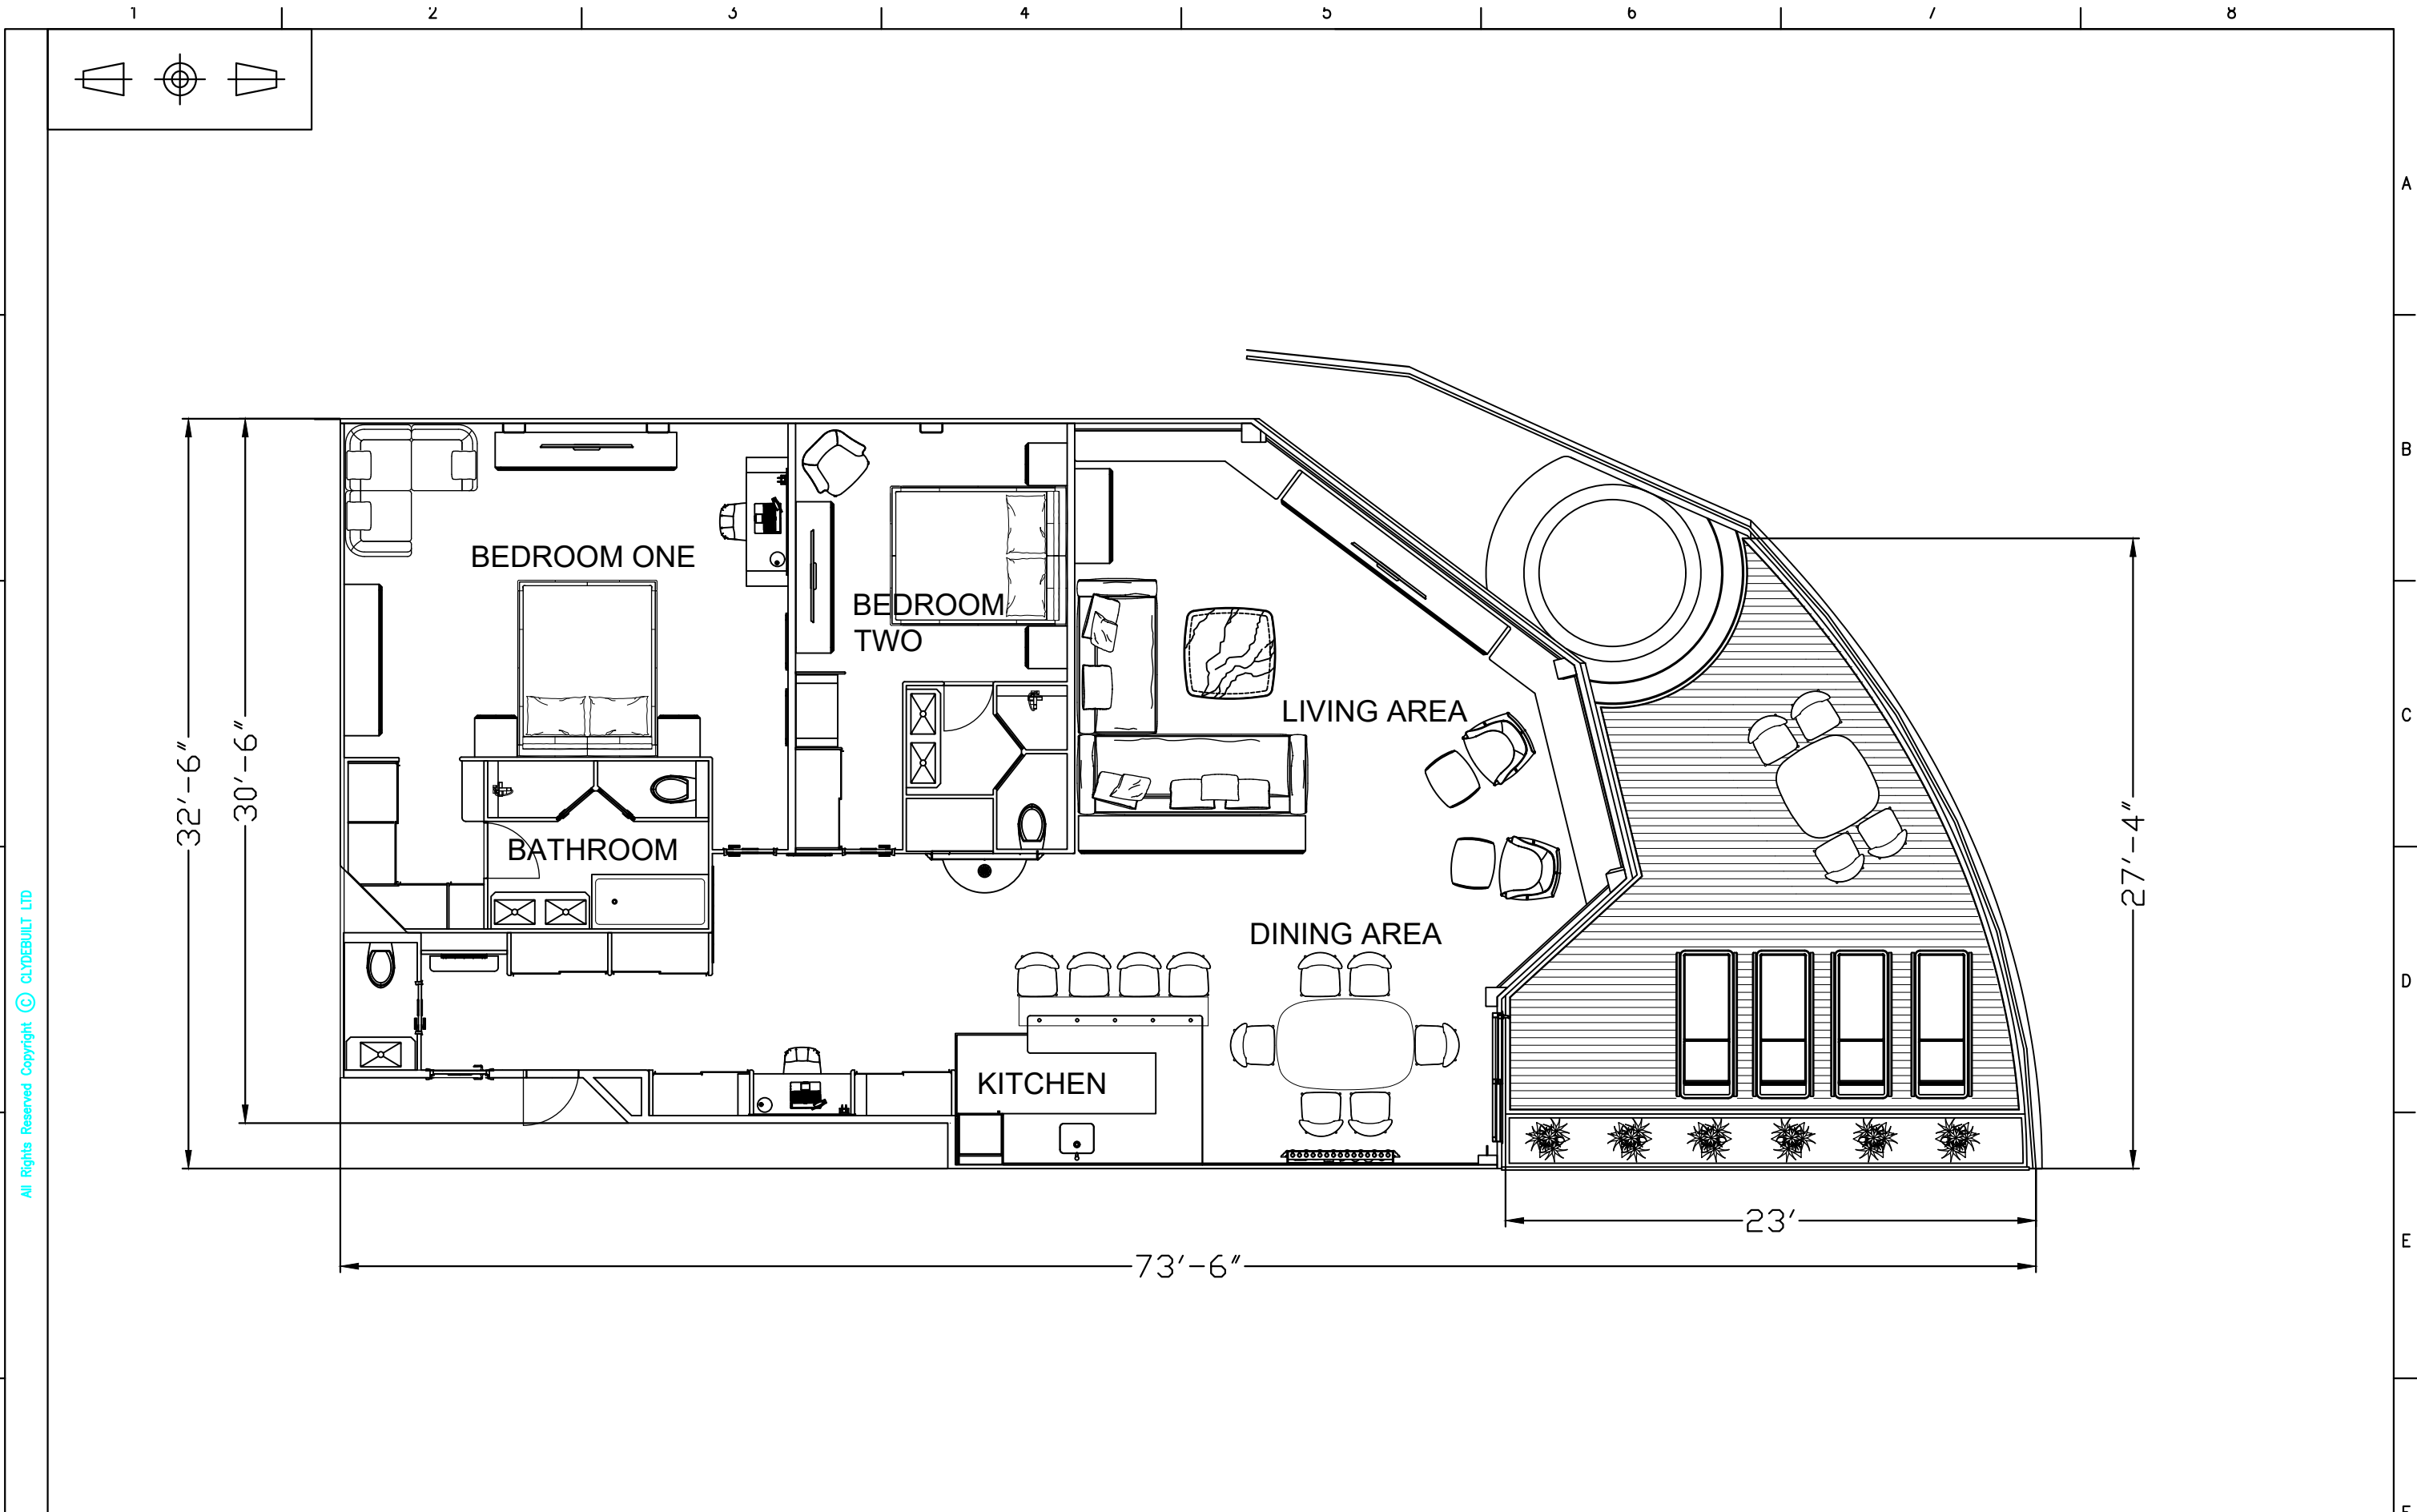 1 2 3 4 5 6 7 8
A
B
BEDROOM ONE
BEDROOM
TWO
LIVING AREA
C
32'-6"
30'-6"
27'-4"
BATHROOM
DINING AREA
D
KITCHEN
All Rights Reserved Copyright Ⓒ CLYDEBUILT LTD
23'
E
73'-6"